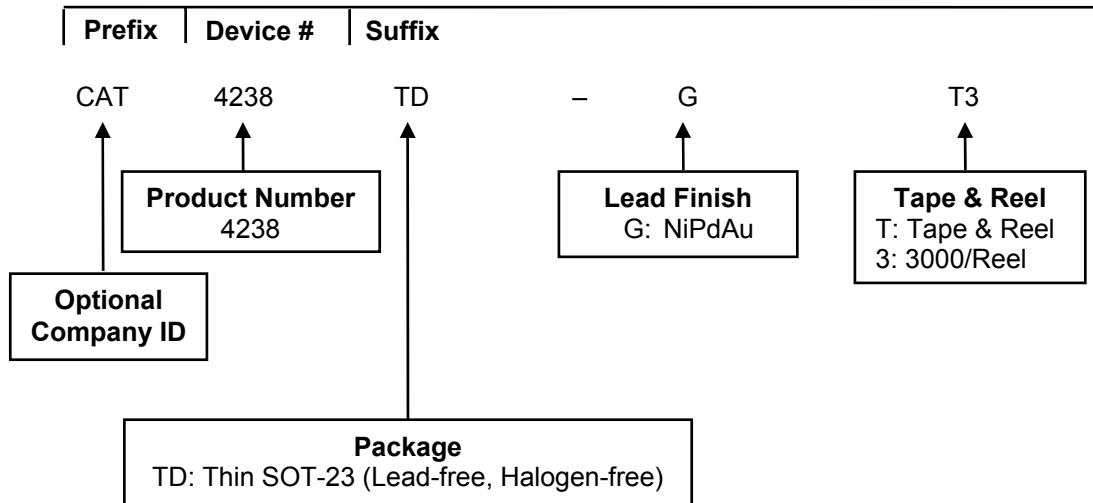 Prefix Device # Suffix
CAT 4238 TD – G T3
Product Number
4238
Lead Finish
G: NiPdAu
Tape & Reel
T: Tape & Reel
3: 3000/Reel
Optional
Company ID
Package
TD: Thin SOT-23 (Lead-free, Halogen-free)